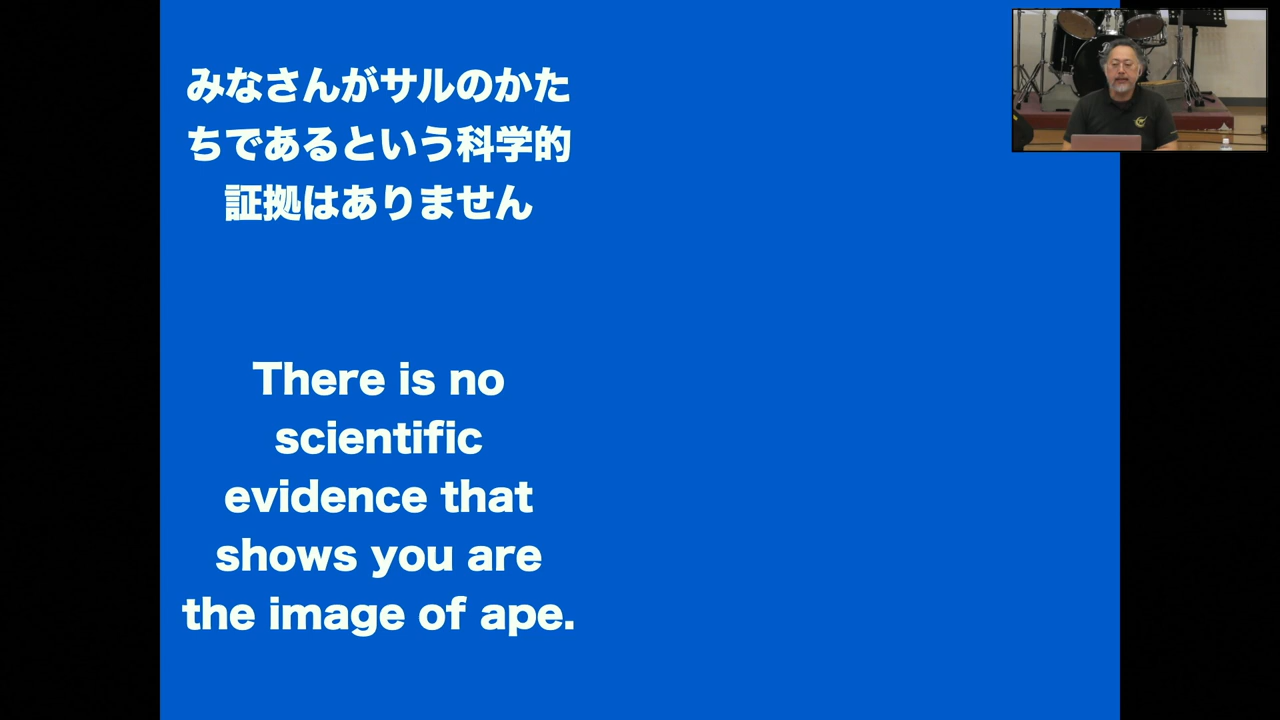 みなさんがサルのかた
ちであるという科学的
証拠はありません
There is no
scientific
evidence that
shows you are
the image of ape.